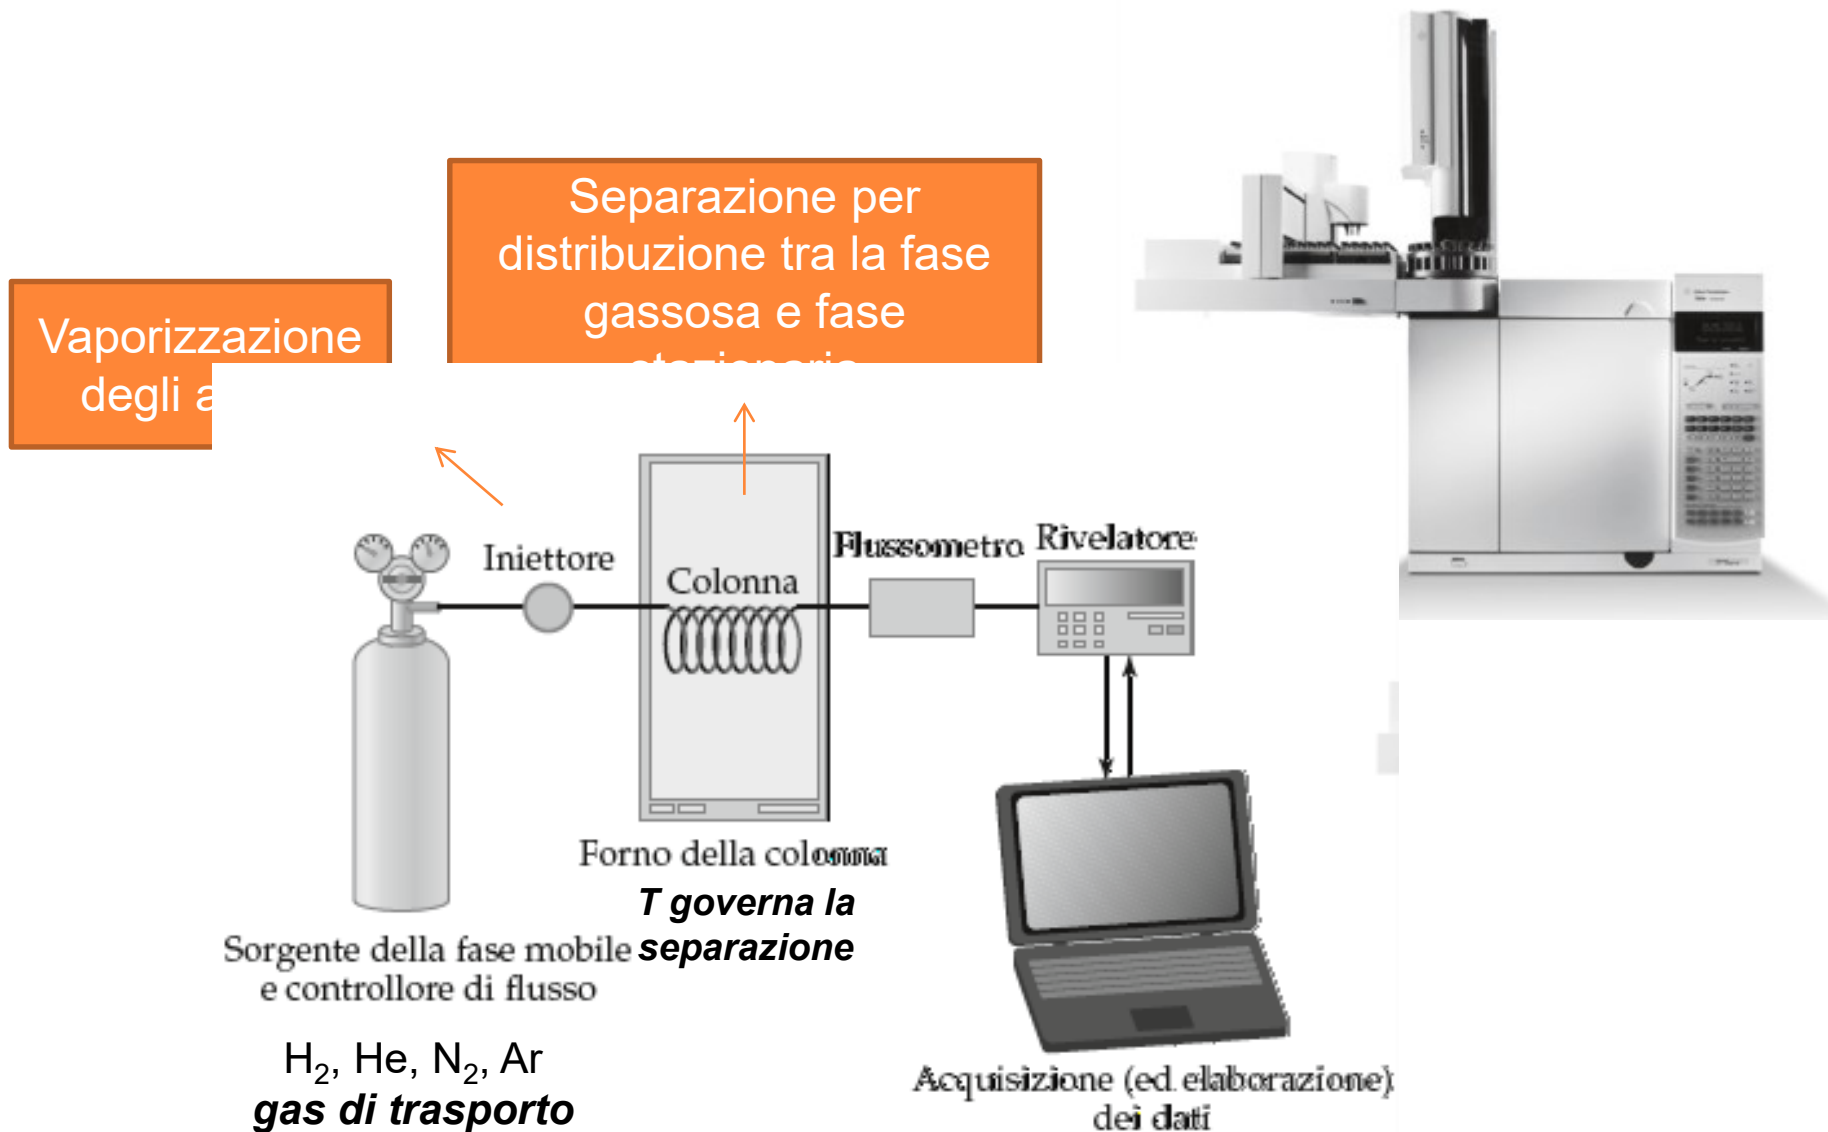 Separazione per
distribuzione tra la fase
gassosa e fase
Vaporizzazione
degli
Iniettore
Colonna
Flussometro
Rivelatore
Forno della colonna
T governa la
separazione
Sorgente della fase mobile
e controllore di flusso
H₂, He, N₂, Ar
gas di trasporto
Acquisizione (ed elaborazione)
dei dati